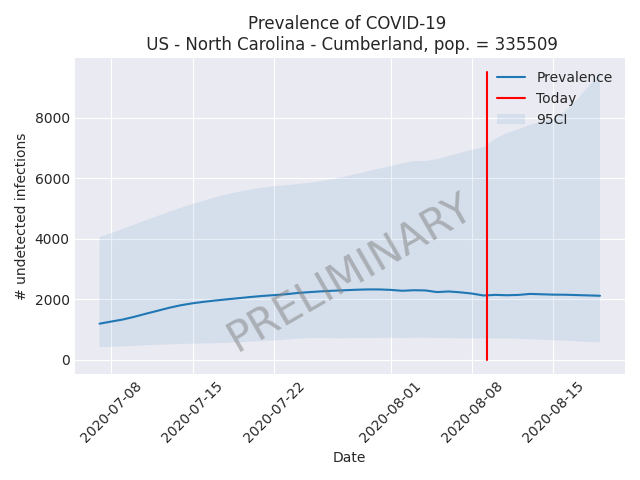 Prevalence of COVID-19
US - North Carolina - Cumberland, pop. = 335509
Prevalence
Today
95CI
# undetected infections
8000
6000
4000
2000
0
PRELIMINARY
2020-07-08
2020-07-15
2020-07-22
2020-08-01
2020-08-08
2020-08-15
Date